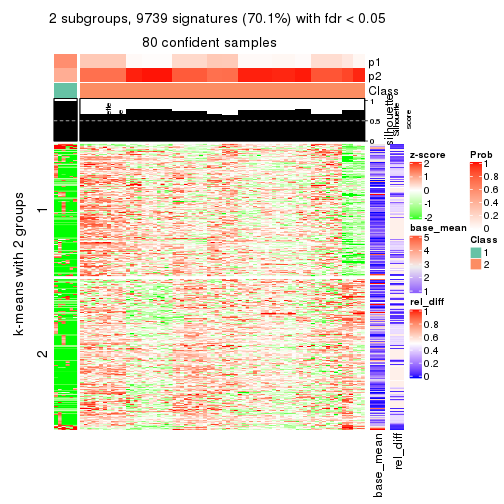 2 subgroups, 9739 signatures (70.1%) with fdr < 0.05
80 confident samples
p1
p2
Class
1
0.5
0
silhouette
Silhouette
score
k-means with 2 groups
1
2
base_mean
rel_diff
z-score
2
1
0
-1
-2
base_mean
5
4
3
2
1
rel_diff
1
0.8
0.6
0.4
0.2
0
Prob
1
0.8
0.6
0.4
0.2
0
Class
1
2